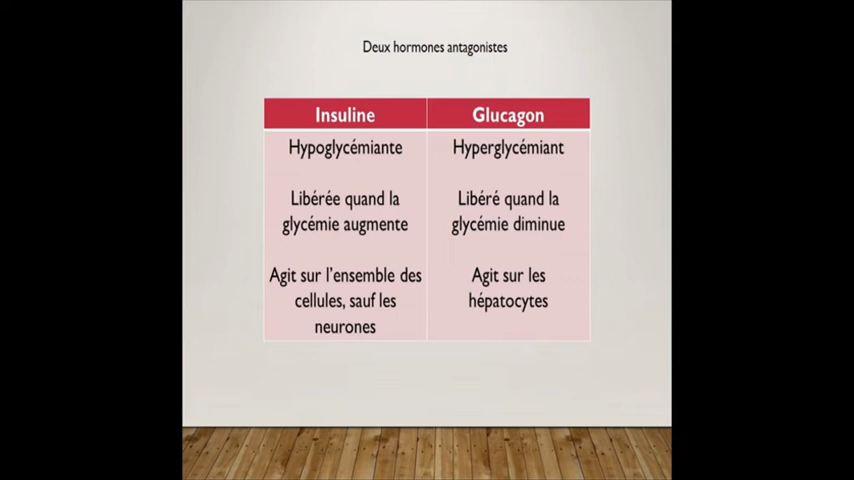 Deux hormones antagonistes
Insuline
Glucagon
Hypoglycémiante
Hyperglycémiant
Libérée quand la
glycémie augmente
Libéré quand la
glycémie diminue
Agit sur l'ensemble des
cellules, sauf les
neurones
Agit sur les
hépatocytes